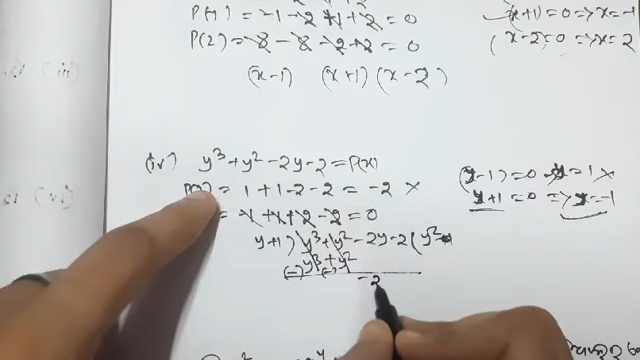 P(-1) = -1 - 2 + 1 + 2 = 0
(x+1) = 0 => x = -1
P(2) = 8 - 8 - 2 + 2 = 0
(x-2) = 0 => x = 2
(x-1) (x+1) (x-2)
(iv) y³ + y² - 2y - 2 = P(x)
= 1 + 1 - 2 - 2 = -2 ×
(y-1) = 0 y = 1 ×
= -1 + 1 + 2 - 2 = 0
y+1 = 0 => y = -1
y+1) y³ + y² - 2y - 2 (y²
y³ + y²
(-) (-)
-2